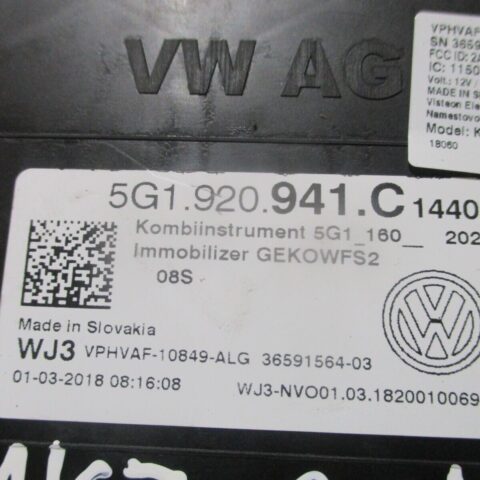 VW AG
VPHVAF
SN 3659
FCC ID: 2A
IC: 1150
Volt.: 12V
MADE IN S
Visteon Ele
Namestovo
Model: K
18060
5G1.920.941.C 1440
Kombiinstrument 5G1_160__ 202
Immobilizer GEKOWFS2
08S
Made in Slovakia
WJ3 VPHVAF-10849-ALG 36591564-03
01-03-2018 08:16:08 WJ3-NVO01.03.1820010069